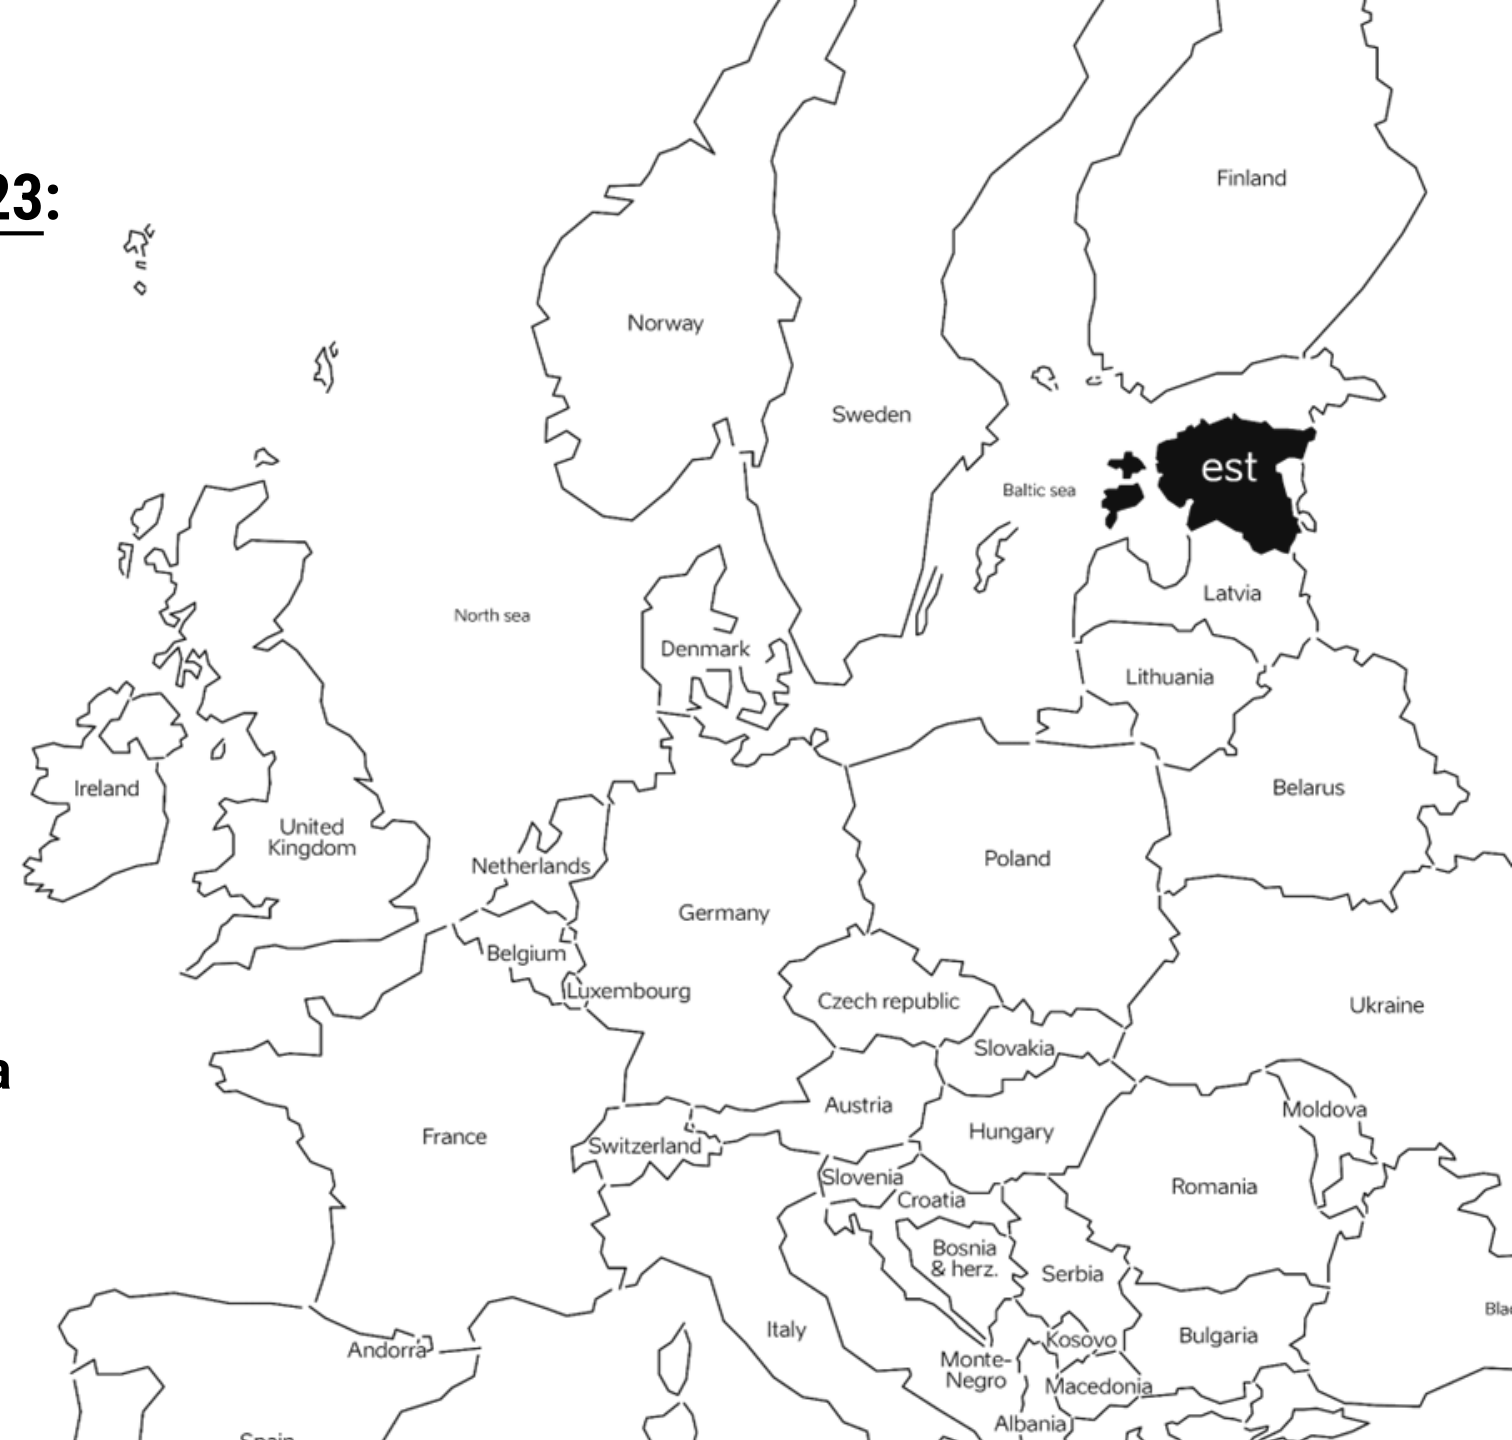 23:
Finland
Norway
Sweden
est
Baltic sea
Latvia
North sea
Denmark
Lithuania
Ireland
Belarus
United
Kingdom
Poland
Netherlands
Germany
Belgium
Luxembourg
Czech republic
Ukraine
Slovakia
a
Austria
Moldova
Hungary
France
Switzerland
Slovenia
Romania
Croatia
Bosnia
& herz.
Serbia
Italy
Bulgaria
Kosovo
Andorra
Monte-
Negro
Macedonia
Albania